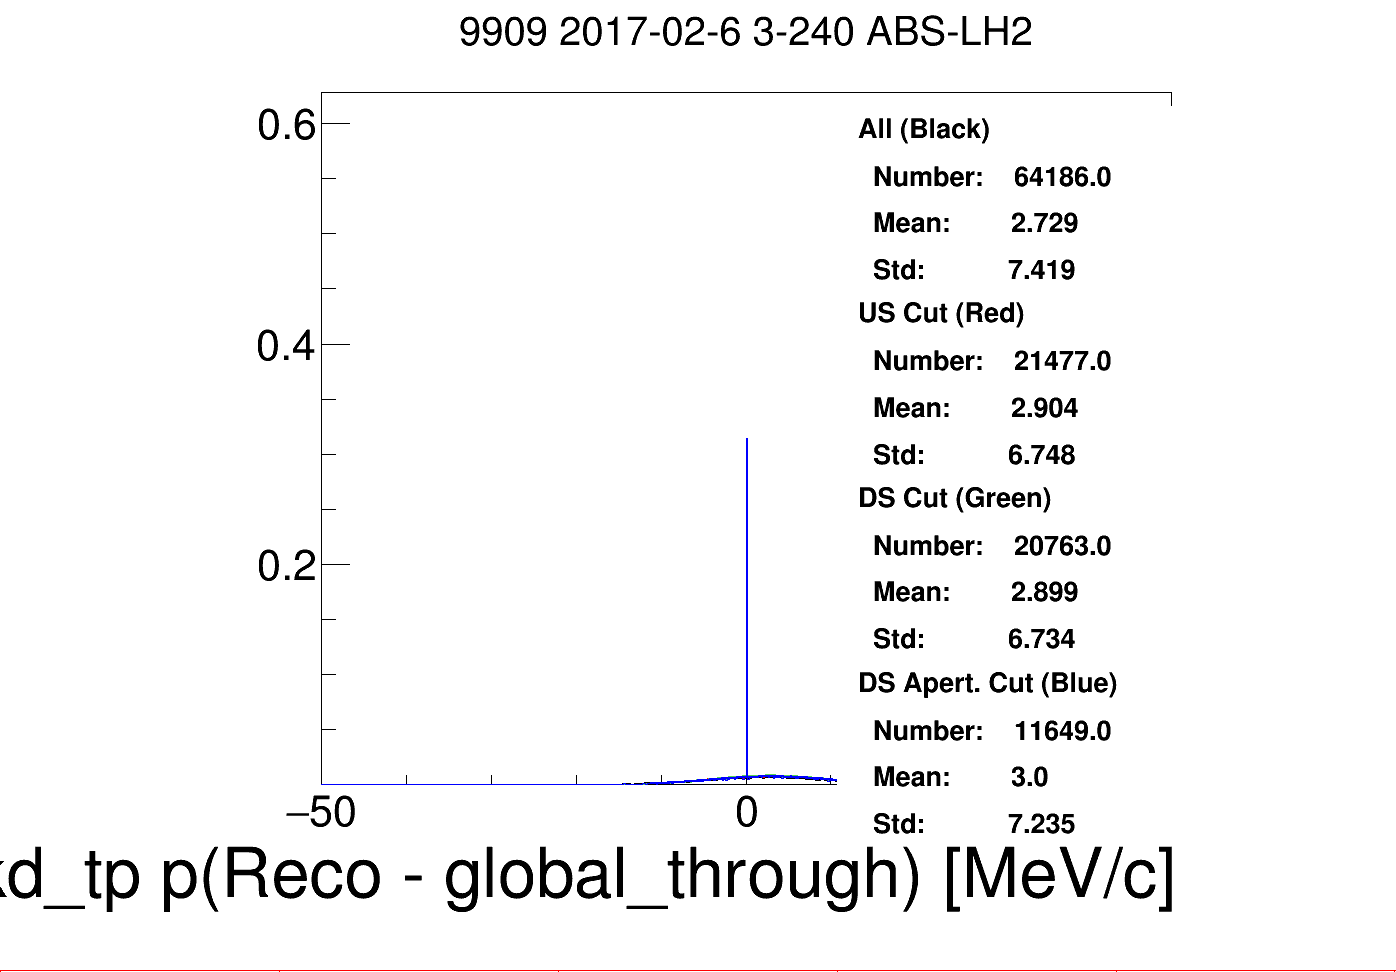 9909 2017-02-6 3-240 ABS-LH2
0.6
0.4
0.2
−50
0
All (Black)
Number: 64186.0
Mean: 2.729
Std: 7.419
US Cut (Red)
Number: 21477.0
Mean: 2.904
Std: 6.748
DS Cut (Green)
Number: 20763.0
Mean: 2.899
Std: 6.734
DS Apert. Cut (Blue)
Number: 11649.0
Mean: 3.0
Std: 7.235
p(Reco - global_through) [MeV/c]